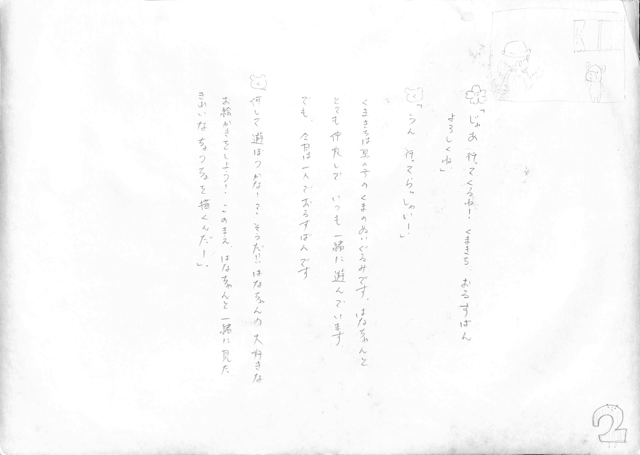 「じゃあ 行ってくるね！ くまきち おるすばん
よろしくね」
「うん 行ってらっしゃーい！」
くまきちは男の子のくまのぬいぐるみです。はなちゃんと
とても仲良しで いつも一緒に遊んでいます。
でも、今日は一人でおるすばんです
何して遊ぼうかな！？そうだ！！はなちゃんの大好きな
お絵かきをしよう！このまえ はなちゃんと一緒に見た
きれいなちょうちょを描くんだー！」。
2